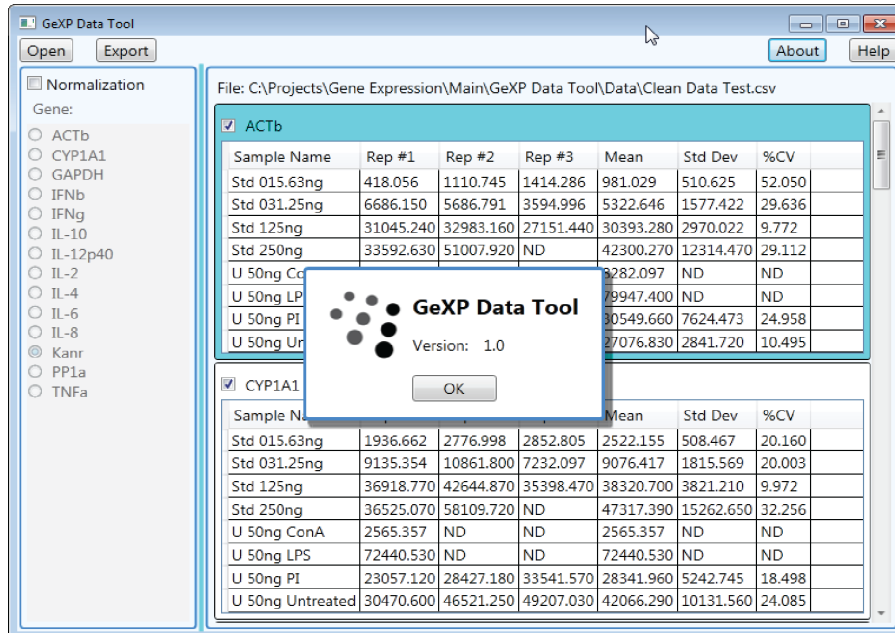 GeXP Data Tool
Open Export About Help
Normalization
Gene:
ACTb
CYP1A1
GAPDH
IFNb
IFNg
IL-10
IL-12p40
IL-2
IL-4
IL-6
IL-8
Kanr
PP1a
TNFa
File: C:\Projects\Gene Expression\Main\GeXP Data Tool\Data\Clean Data Test.csv
ACTb
Sample Name Rep #1 Rep #2 Rep #3 Mean Std Dev %CV
Std 015.63ng 418.056 1110.745 1414.286 981.029 510.625 52.050
Std 031.25ng 6686.150 5686.791 3594.996 5322.646 1577.422 29.636
Std 125ng 31045.240 32983.160 27151.440 30393.280 2970.022 9.772
Std 250ng 33592.630 51007.920 ND 42300.270 12314.470 29.112
U 50ng Co 3282.097 ND ND
U 50ng LP 79947.400 ND ND
U 50ng PI 30549.660 7624.473 24.958
U 50ng Un 27076.830 2841.720 10.495
GeXP Data Tool
Version: 1.0
OK
CYP1A1
Sample Mean Std Dev %CV
Std 015.63ng 1936.662 2776.998 2852.805 2522.155 508.467 20.160
Std 031.25ng 9135.354 10861.800 7232.097 9076.417 1815.569 20.003
Std 125ng 36918.770 42644.870 35398.470 38320.700 3821.210 9.972
Std 250ng 36525.070 58109.720 ND 47317.390 15262.650 32.256
U 50ng ConA 2565.357 ND ND 2565.357 ND ND
U 50ng LPS 72440.530 ND ND 72440.530 ND ND
U 50ng PI 23057.120 28427.180 33541.570 28341.960 5242.745 18.498
U 50ng Untreated 30470.600 46521.250 49207.030 42066.290 10131.560 24.085